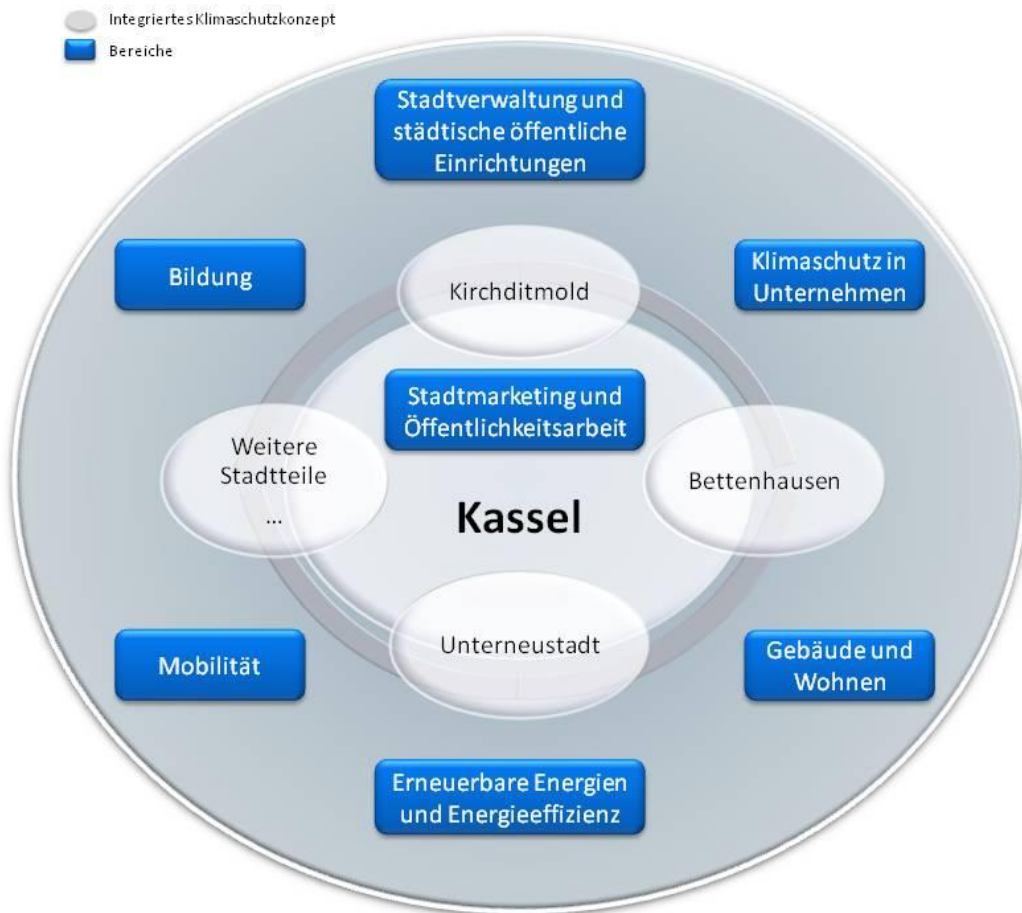 Integriertes Klimaschutzkonzept
Bereiche
Stadtverwaltung und
städtische öffentliche
Einrichtungen
Bildung
Klimaschutz in
Unternehmen
Kirchditmold
Stadtmarketing und
Öffentlichkeitsarbeit
Weitere
Stadtteile
...
Bettenhausen
Kassel
Unterneustadt
Mobilität
Gebäude und
Wohnen
Erneuerbare Energien
und Energieeffizienz